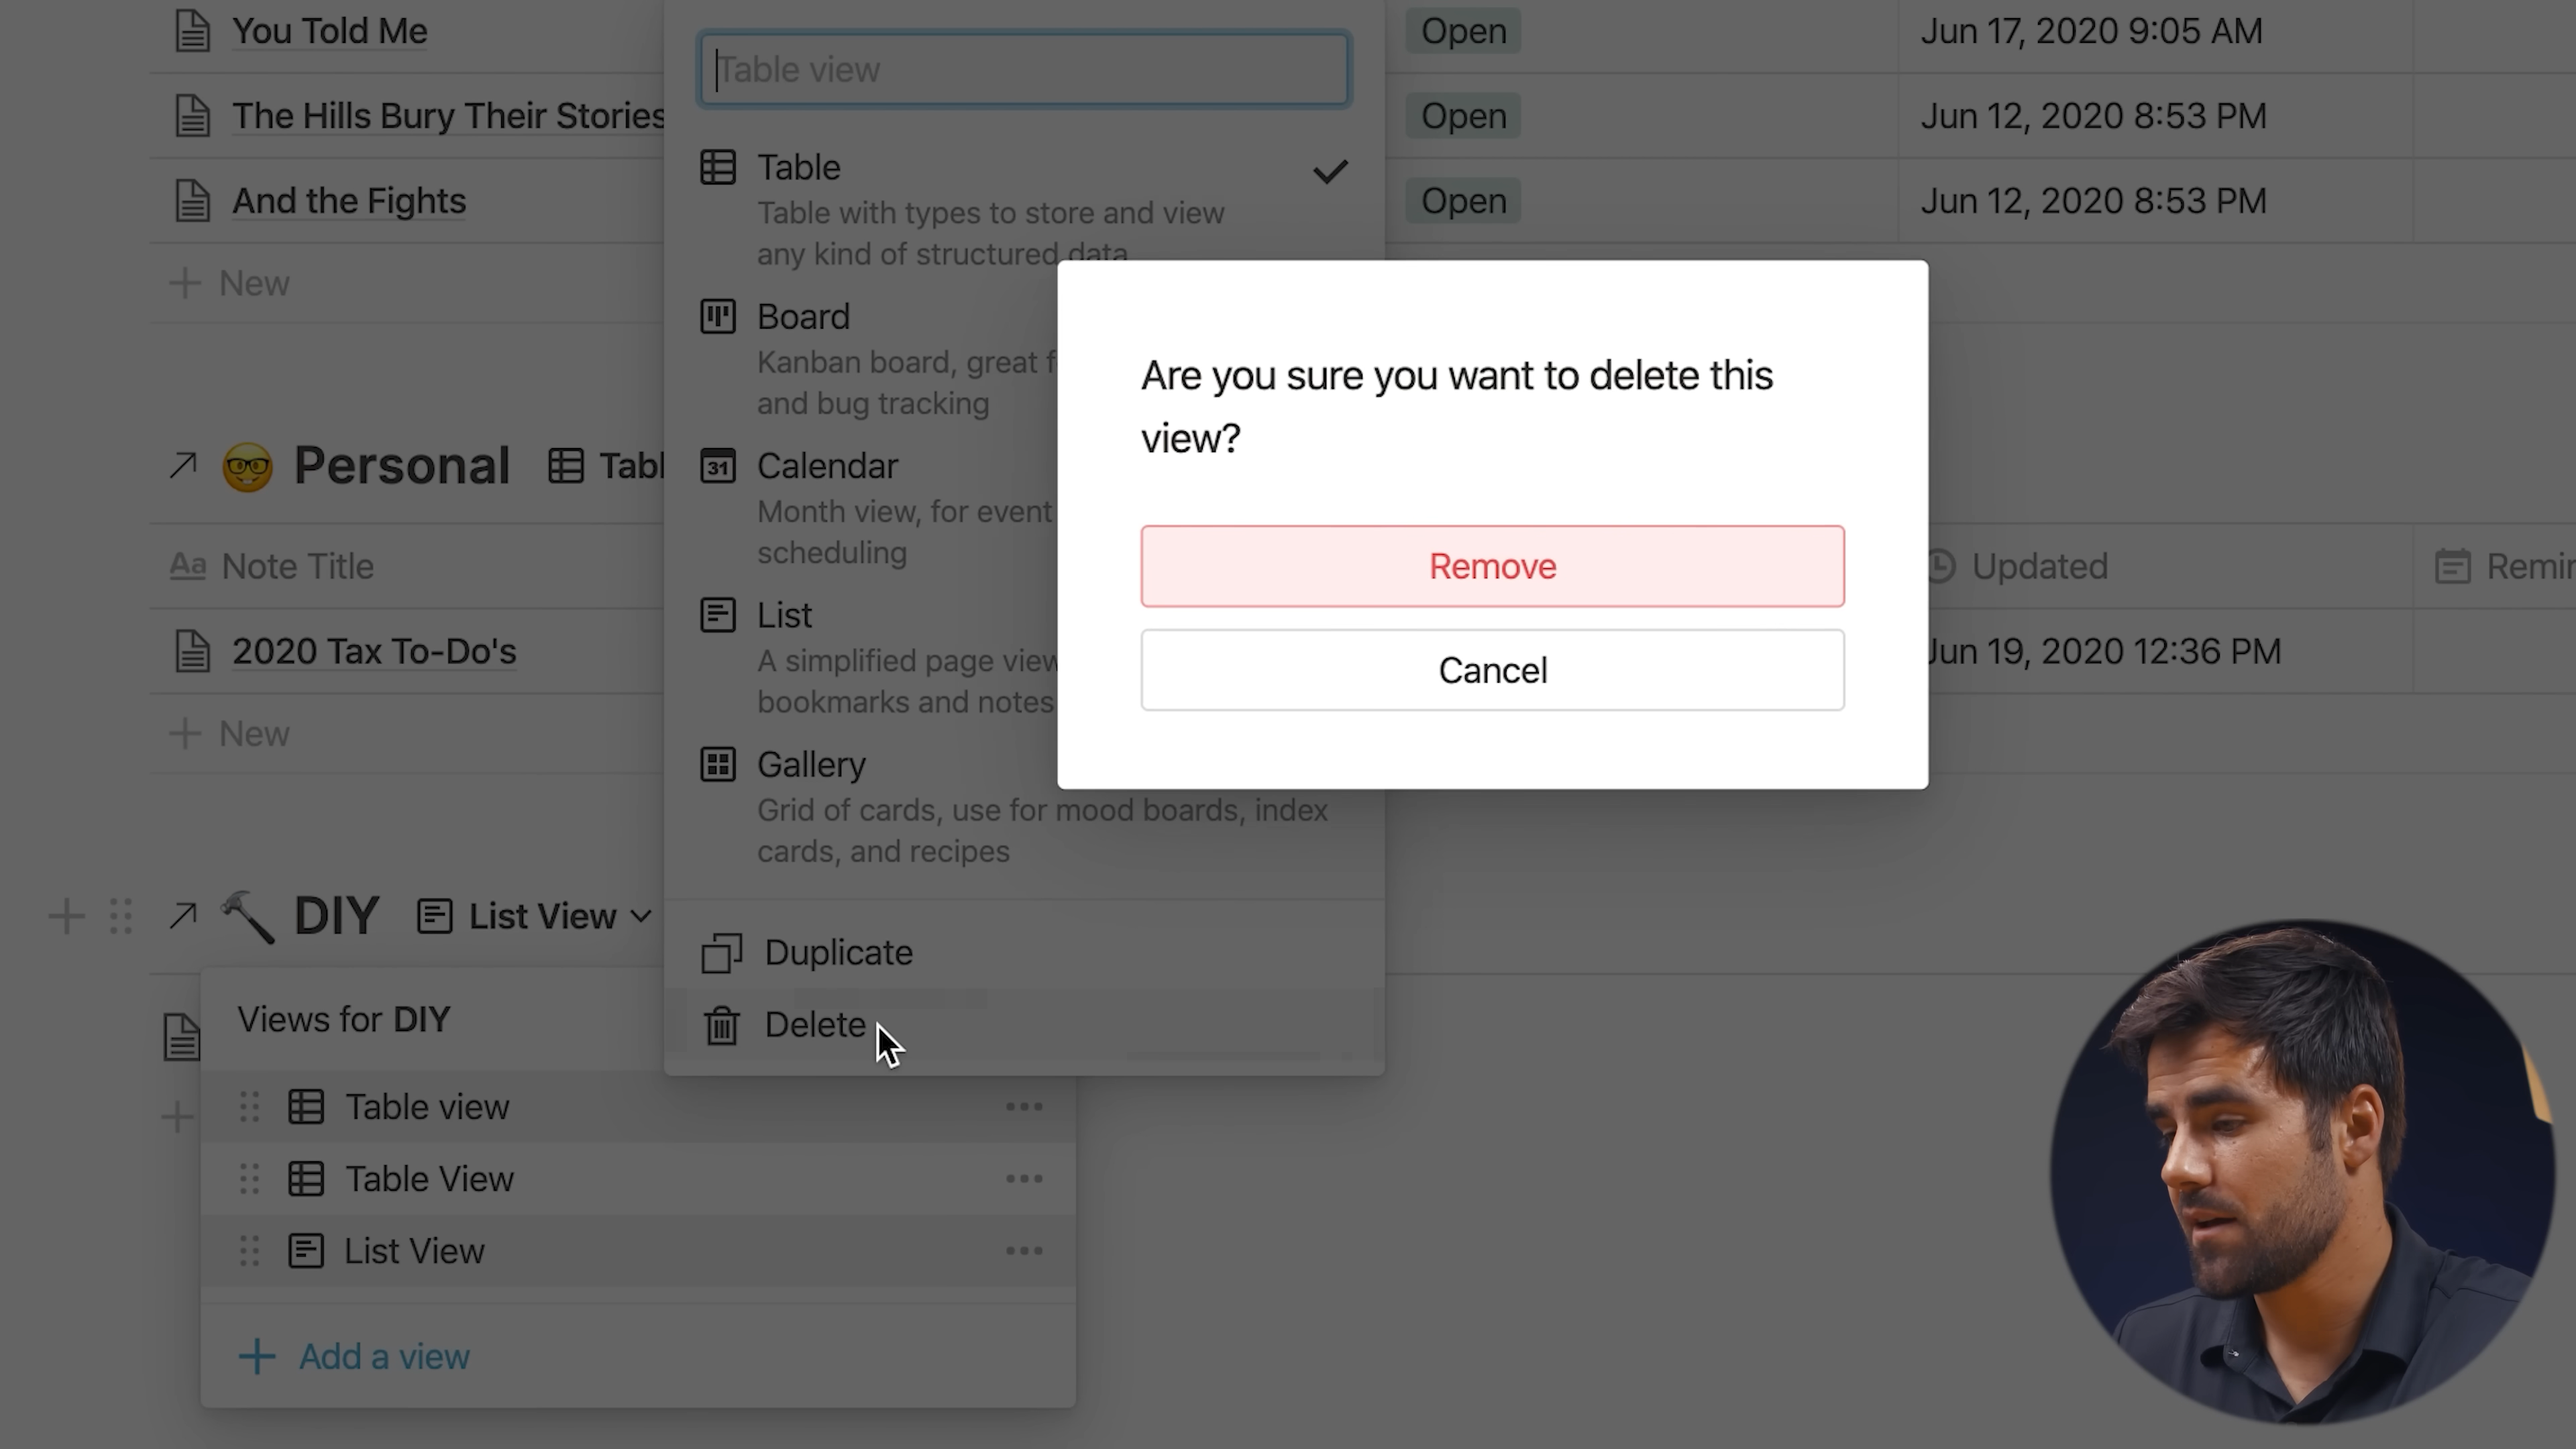 You Told Me
Open
Jun 17, 2020 9:05 AM
Table view
The Hills Bury Their Stories
Open
Jun 12, 2020 8:53 PM
Table
And the Fights
Open
Jun 12, 2020 8:53 PM
Table with types to store and view
any kind of structured data
New
Board
Kanban board, great f
and bug tracking
Are you sure you want to delete this
view?
Personal
Tabl
31
Calendar
Month view, for event
scheduling
Aa Note Title
Remove
Updated
Remin
List
2020 Tax To-Do's
A simplified page view
bookmarks and notes
Cancel
Jun 19, 2020 12:36 PM
New
Gallery
Grid of cards, use for mood boards, index
cards, and recipes
DIY
List View
Duplicate
Delete
Views for DIY
Table view
Table View
List View
Add a view